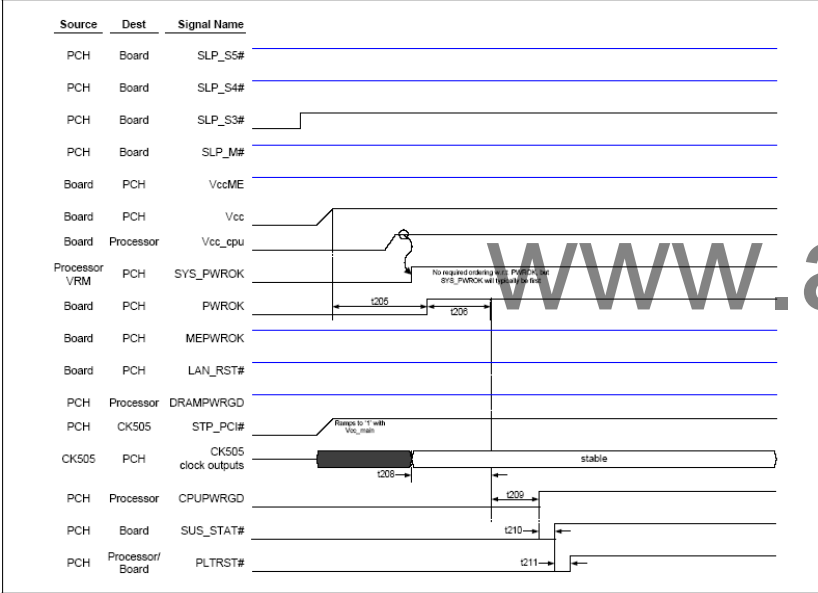 Source Dest Signal Name
PCH Board SLP_S5#
PCH Board SLP_S4#
PCH Board SLP_S3#
PCH Board SLP_M#
Board PCH VccME
Board PCH Vcc
Board Processor Vcc_cpu
Processor VRM PCH SYS_PWROK
No required ordering w.r.t. PWROK, but
SYS_PWROK will typically be first
Board PCH PWROK
t205
t206
Board PCH MEPWROK
Board PCH LAN_RST#
PCH Processor DRAMPWRGD
PCH CK505 STP_PCI#
Ramps to '1' with
Vcc_main
CK505 PCH CK505 clock outputs
stable
t208
PCH Processor CPUPWRGD
t209
PCH Board SUS_STAT#
t210
PCH Processor/ Board PLTRST#
t211
www.a